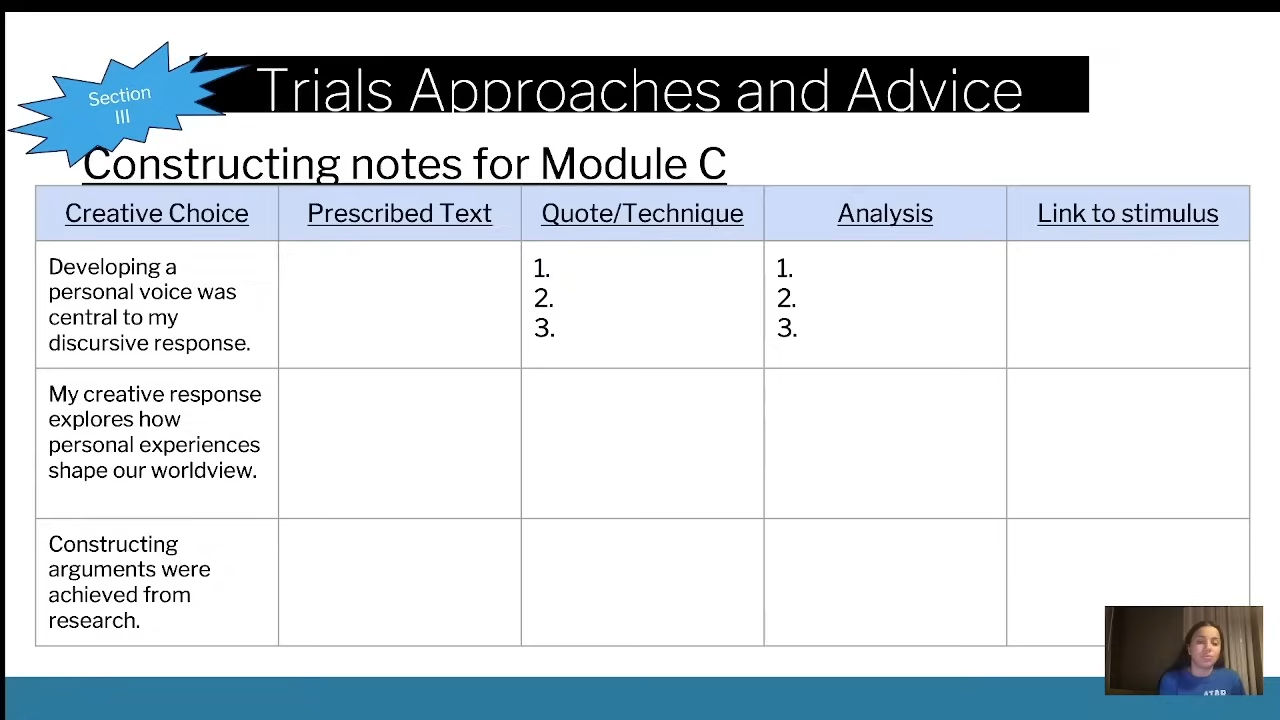 Section
III
Trials Approaches and Advice
Constructing notes for Module C
Creative Choice
Prescribed Text
Quote/Technique
Analysis
Link to stimulus
Developing a
personal voice was
central to my
discursive response.
1.
2.
3.
1.
2.
3.
My creative response
explores how
personal experiences
shape our worldview.
Constructing
arguments were
achieved from
research.
ATAR